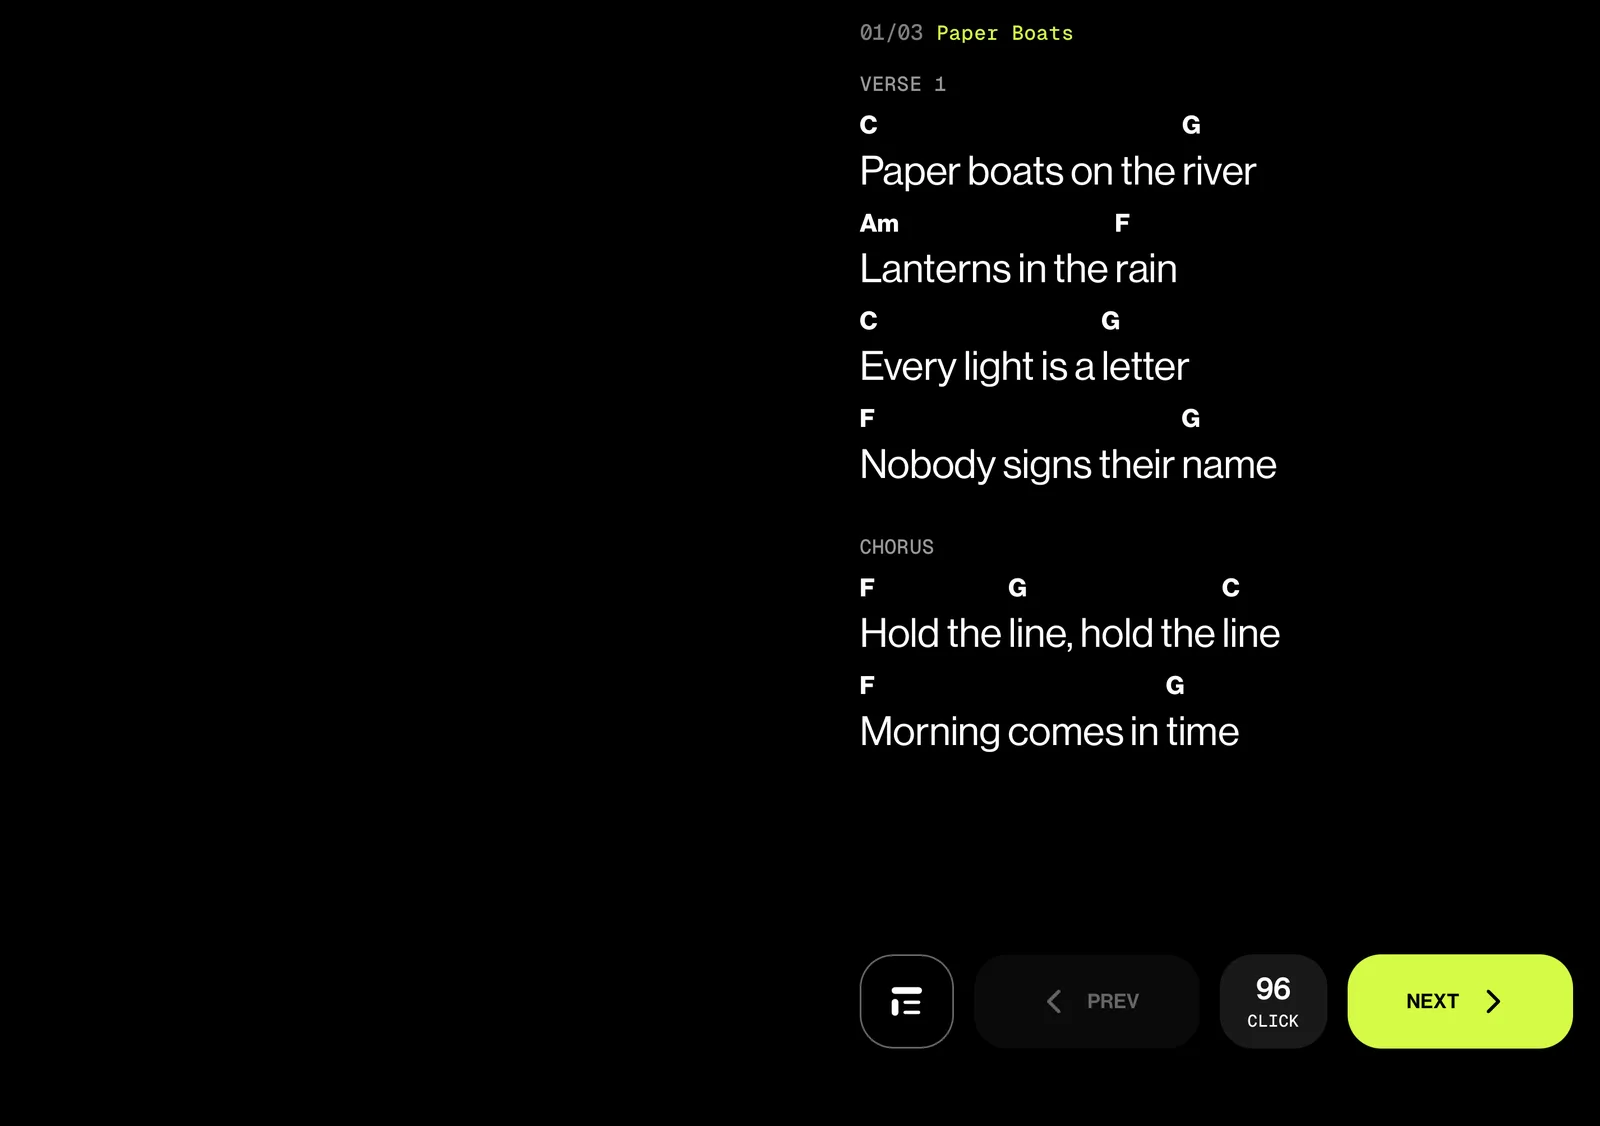 01/03 Paper Boats
VERSE 1
C G
Paper boats on the river
Am F
Lanterns in the rain
C G
Every light is a letter
F G
Nobody signs their name
CHORUS
F G C
Hold the line, hold the line
F G
Morning comes in time
PREV
96
CLICK
NEXT